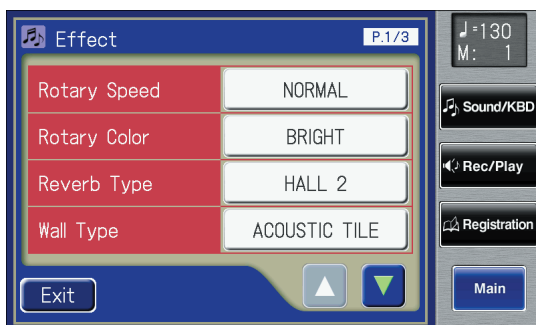 Effect P.1/3
Rotary Speed NORMAL
Rotary Color BRIGHT
Reverb Type HALL 2
Wall Type ACOUSTIC TILE
Exit
♩=130
M: 1
Sound/KBD
Rec/Play
Registration
Main